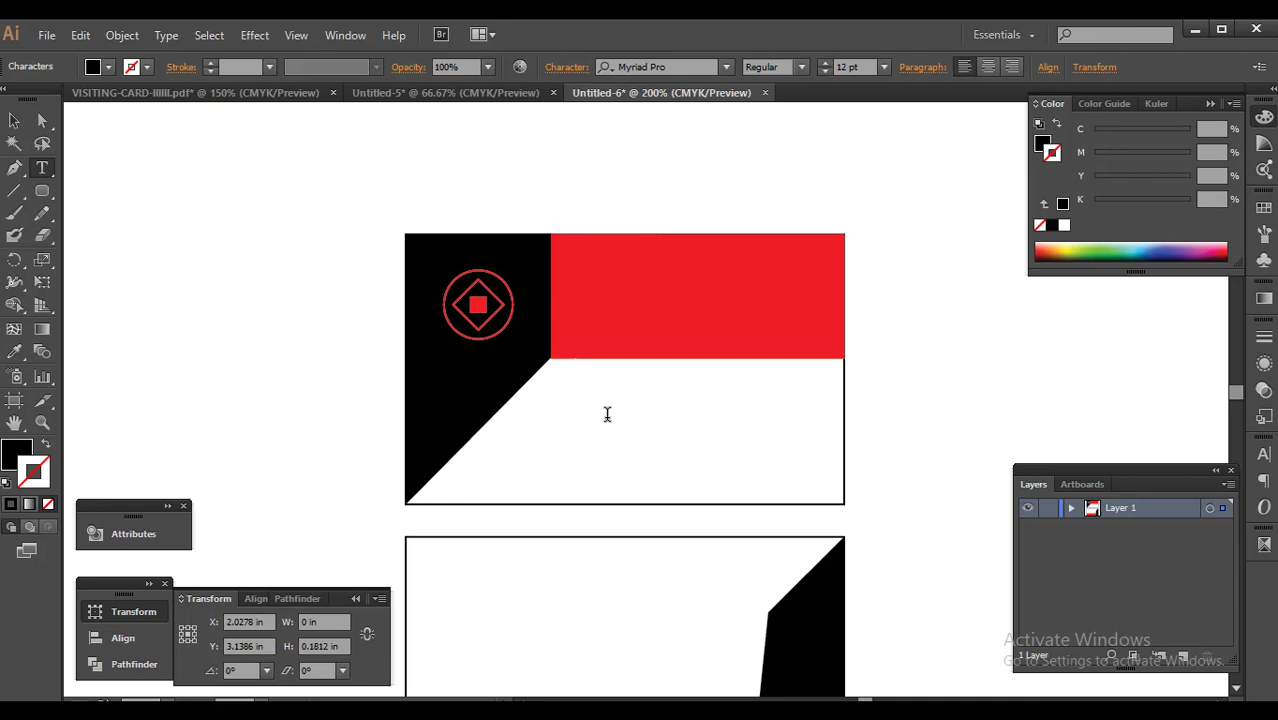 Ai File Edit Object Type Select Effect View Window Help Br Essentials
Characters Stroke: Opacity: 100% Character: Myriad Pro Regular 12 pt Paragraph: Align Transform
VISITING-CARD-IIIIII.pdf* @ 150% (CMYK/Preview) × Untitled-5* @ 66.67% (CMYK/Preview) × Untitled-6* @ 200% (CMYK/Preview) ×
Color Color Guide Kuler
C %
M %
Y %
K %
Layers Artboards
Layer 1
Attributes
Transform
Align
Pathfinder
Transform Align Pathfinder
X: 2.0278 in W: 0 in
Y: 3.1386 in H: 0.1812 in
0° 0°
Activate Windows
Go to Settings to activate Windows.
1 Layer